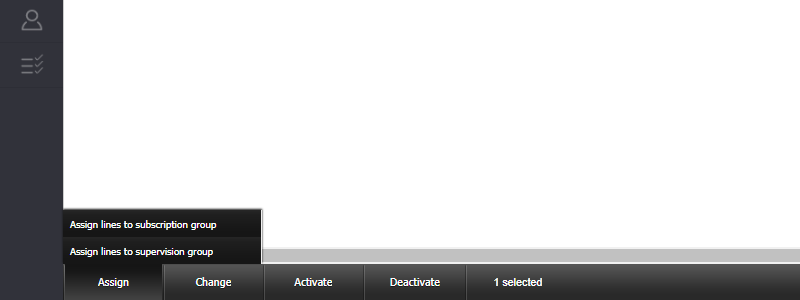 Assign lines to subscription group
Assign lines to supervision group
Assign Change Activate Deactivate 1 selected